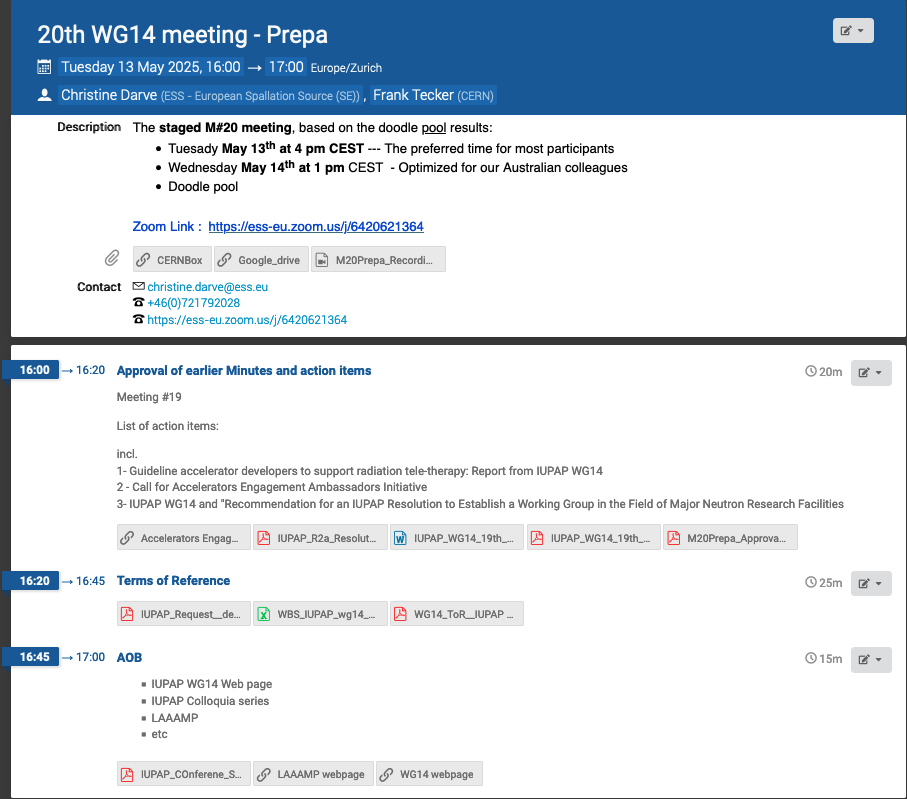 20th WG14 meeting - Prepa
Tuesday 13 May 2025, 16:00 → 17:00 Europe/Zurich
Christine Darve (ESS - European Spallation Source (SE)) , Frank Tecker (CERN)
Description The staged M#20 meeting, based on the doodle pool results:
• Tuesady May 13th at 4 pm CEST --- The preferred time for most participants
• Wednesday May 14th at 1 pm CEST - Optimized for our Australian colleagues
• Doodle pool
Zoom Link : https://ess-eu.zoom.us/j/6420621364
CERNBox Google_drive M20Prepa_Recordi...
Contact christine.darve@ess.eu
+46(0)721792028
https://ess-eu.zoom.us/j/6420621364
16:00 → 16:20 Approval of earlier Minutes and action items 20m
Meeting #19
List of action items:
incl.
1- Guideline accelerator developers to support radiation tele-therapy: Report from IUPAP WG14
2 - Call for Accelerators Engagement Ambassadors Initiative
3- IUPAP WG14 and "Recommendation for an IUPAP Resolution to Establish a Working Group in the Field of Major Neutron Research Facilities
Accelerators Engag... IUPAP_R2a_Resolut... IUPAP_WG14_19th_... IUPAP_WG14_19th_... M20Prepa_Approva...
16:20 → 16:45 Terms of Reference 25m
IUPAP_Request__de... WBS_IUPAP_wg14_... WG14_ToR__IUPAP ...
16:45 → 17:00 AOB 15m
▪ IUPAP WG14 Web page
▪ IUPAP Colloquia series
▪ LAAAMP
▪ etc
IUPAP_COnferene_S... LAAAMP webpage WG14 webpage